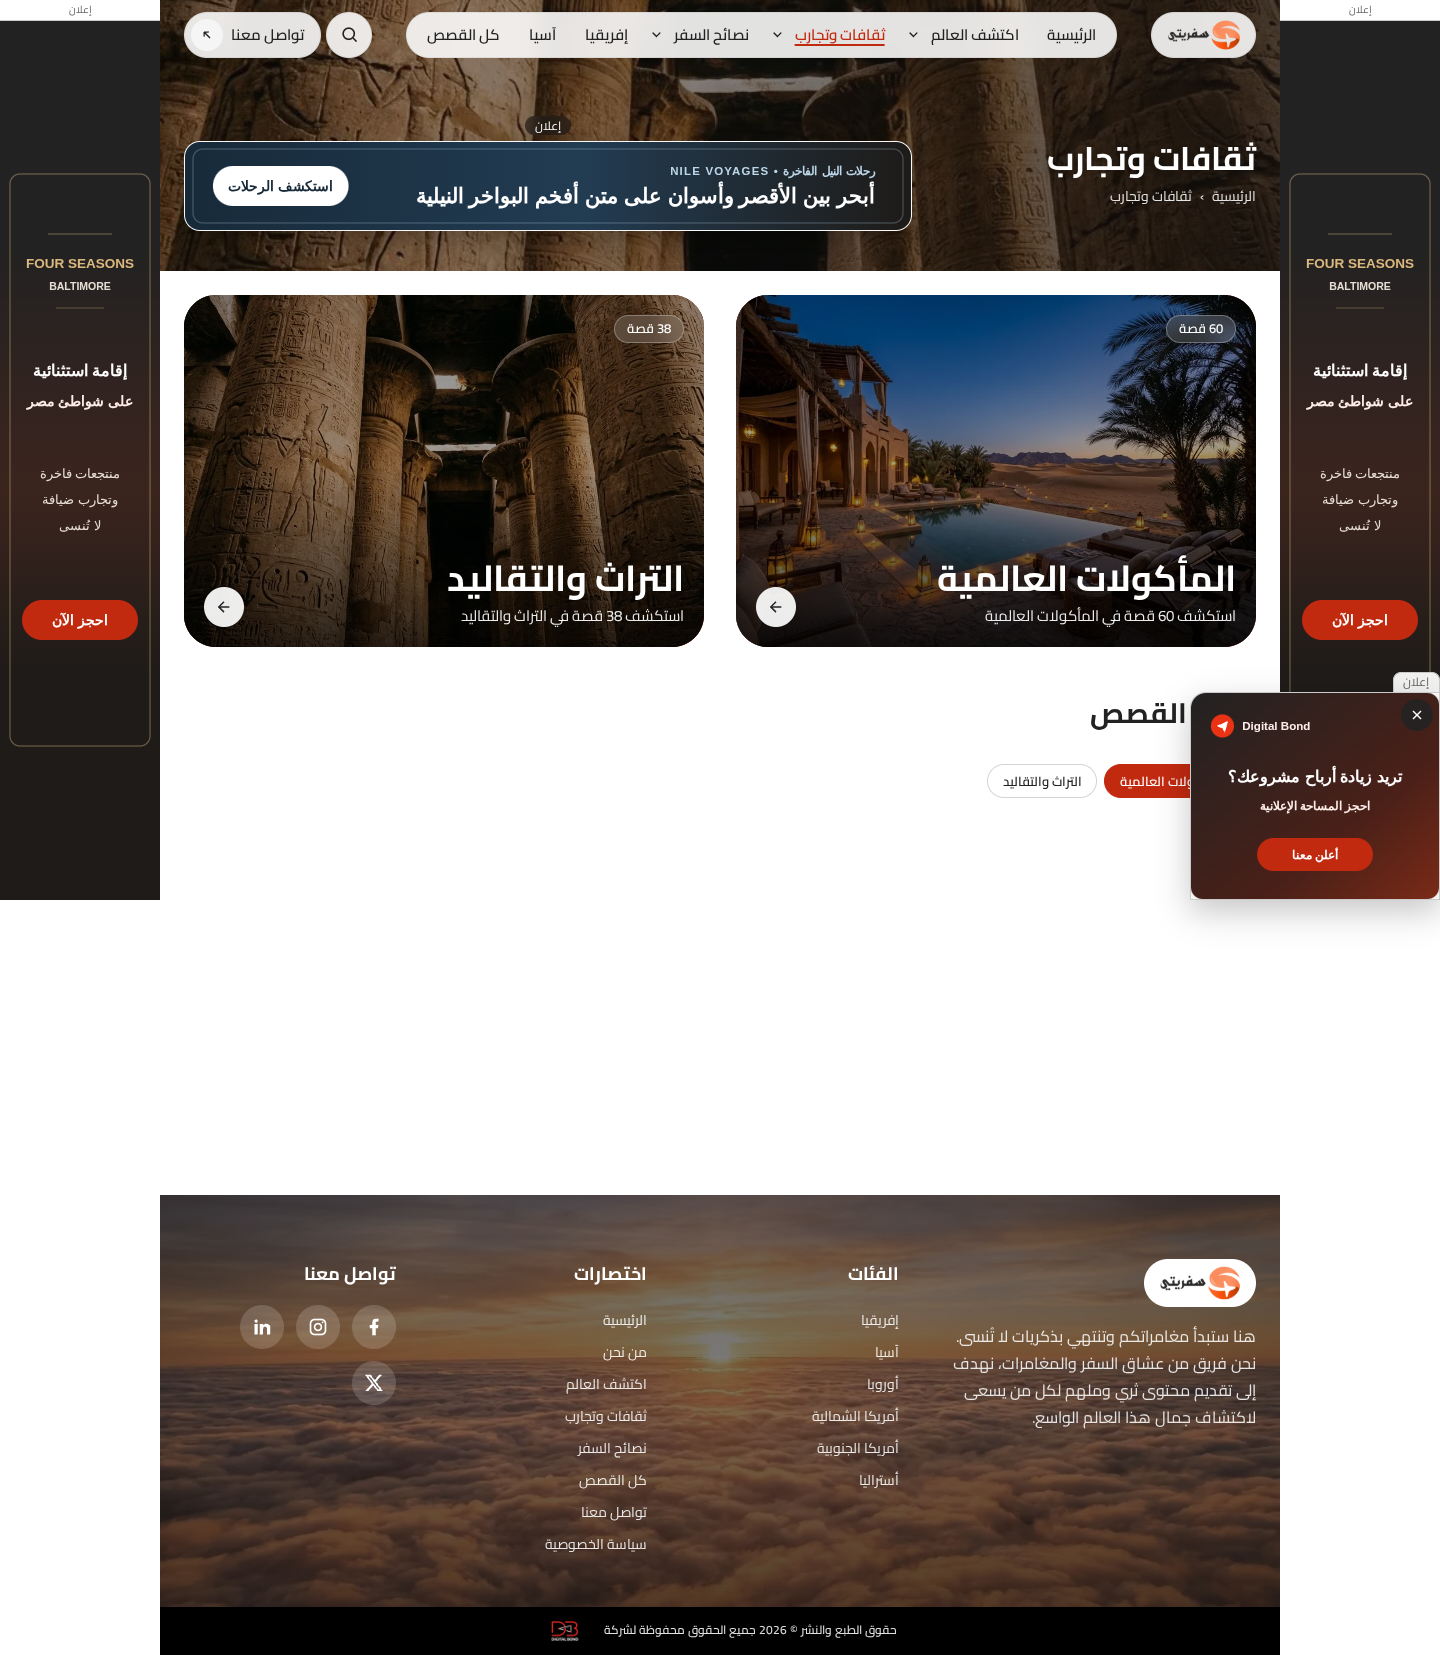 إعلان
إعلان
سفريتي
الرئيسية
اكتشف العالم
ثقافات وتجارب
نصائح السفر
إفريقيا
آسيا
كل القصص
تواصل معنا
إعلان
ثقافات وتجارب
الرئيسية › ثقافات وتجارب
رحلات النيل الفاخرة • NILE VOYAGES
أبحر بين الأقصر وأسوان على متن أفخم البواخر النيلية
استكشف الرحلات
FOUR SEASONS
BALTIMORE
إقامة استثنائية
على شواطئ مصر
منتجعات فاخرة
وتجارب ضيافة
لا تُنسى
احجز الآن
60 قصة
المأكولات العالمية
استكشف 60 قصة في المأكولات العالمية
38 قصة
التراث والتقاليد
استكشف 38 قصة في التراث والتقاليد
FOUR SEASONS
BALTIMORE
إقامة استثنائية
على شواطئ مصر
منتجعات فاخرة
وتجارب ضيافة
لا تُنسى
احجز الآن
القصص
العالمية
التراث والتقاليد
إعلان
Digital Bond
تريد زيادة أرباح مشروعك؟
احجز المساحة الإعلانية
أعلن معنا
سفريتي
هنا ستبدأ مغامراتكم وتنتهي بذكريات لا تُنسى.
نحن فريق من عشاق السفر والمغامرات، نهدف
إلى تقديم محتوى ثري وملهم لكل من يسعى
لاكتشاف جمال هذا العالم الواسع.
الفئات
إفريقيا
آسيا
أوروبا
أمريكا الشمالية
أمريكا الجنوبية
أستراليا
اختصارات
الرئيسية
من نحن
اكتشف العالم
ثقافات وتجارب
نصائح السفر
كل القصص
تواصل معنا
سياسة الخصوصية
تواصل معنا
حقوق الطبع والنشر © 2026 جميع الحقوق محفوظة لشركة
DIGITAL BOND